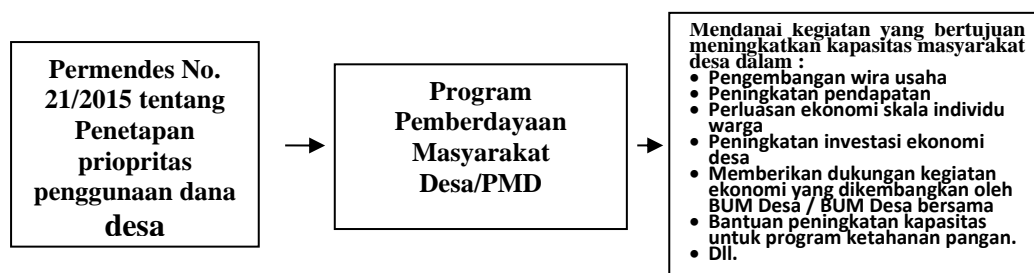 Permendes No.
21/2015 tentang
Penetapan
priopritas
penggunaan dana
desa
Program
Pemberdayaan
Masyarakat
Desa/PMD
Mendanai kegiatan yang bertujuan
meningkatkan kapasitas masyarakat
desa dalam :
• Pengembangan wira usaha
• Peningkatan pendapatan
• Perluasan ekonomi skala individu
warga
• Peningkatan investasi ekonomi
desa
• Memberikan dukungan kegiatan
ekonomi yang dikembangkan oleh
BUM Desa / BUM Desa bersama
• Bantuan peningkatan kapasitas
untuk program ketahanan pangan.
• Dll.